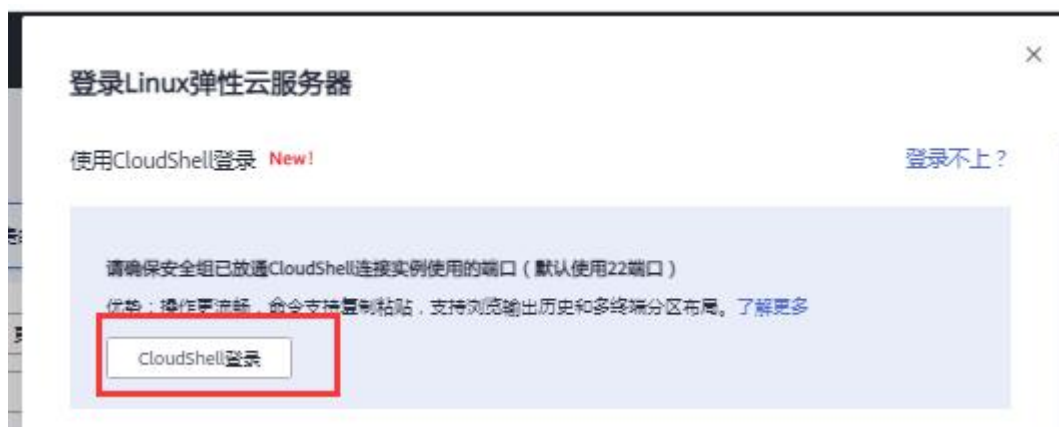 登录Linux弹性云服务器
使用CloudShell登录 New!
登录不上？
请确保安全组已放通CloudShell连接实例使用的端口（默认使用22端口）
优势：操作更流畅，命令支持复制粘贴，支持浏览输出历史和多终端分区布局。了解更多
CloudShell登录